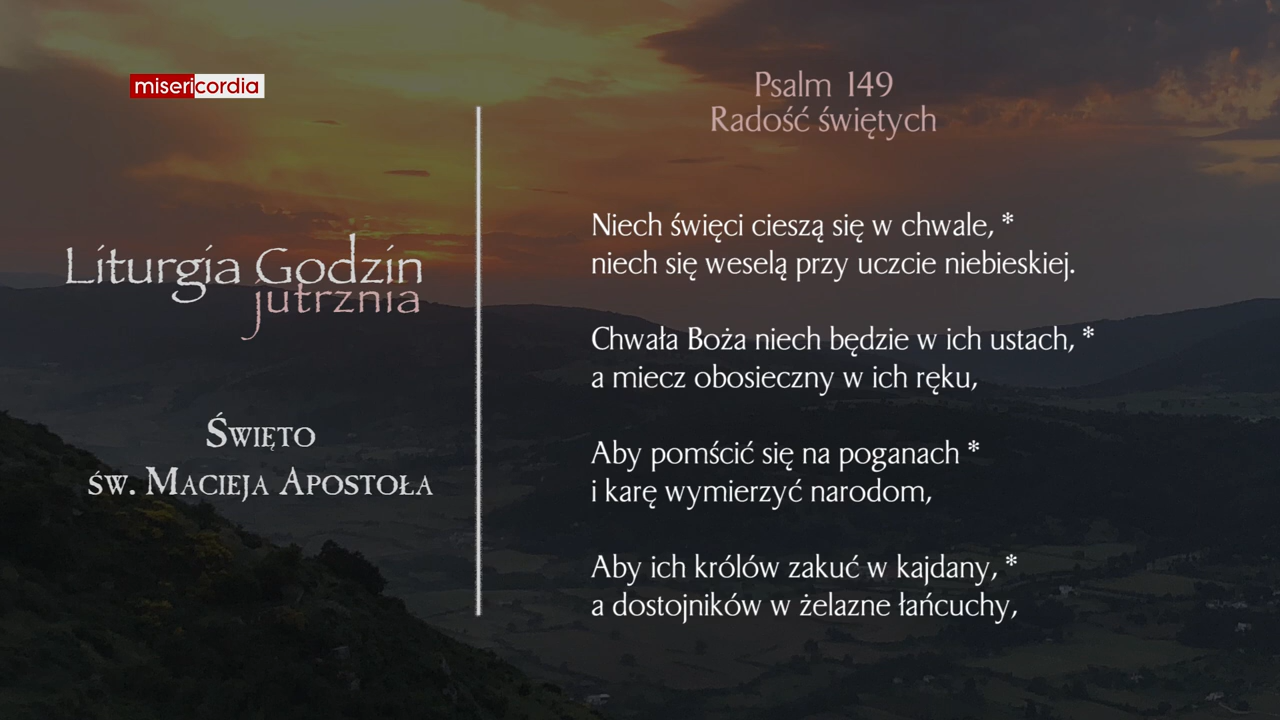 misericordia
Liturgia Godzin
jutrznia
Święto
św. Macieja Apostoła
Psalm 149
Radość świętych
Niech święci cieszą się w chwale, *
niech się weselą przy uczcie niebieskiej.
Chwała Boża niech będzie w ich ustach, *
a miecz obosieczny w ich ręku,
Aby pomścić się na poganach *
i karę wymierzyć narodom,
Aby ich królów zakuć w kajdany, *
a dostojników w żelazne łańcuchy,